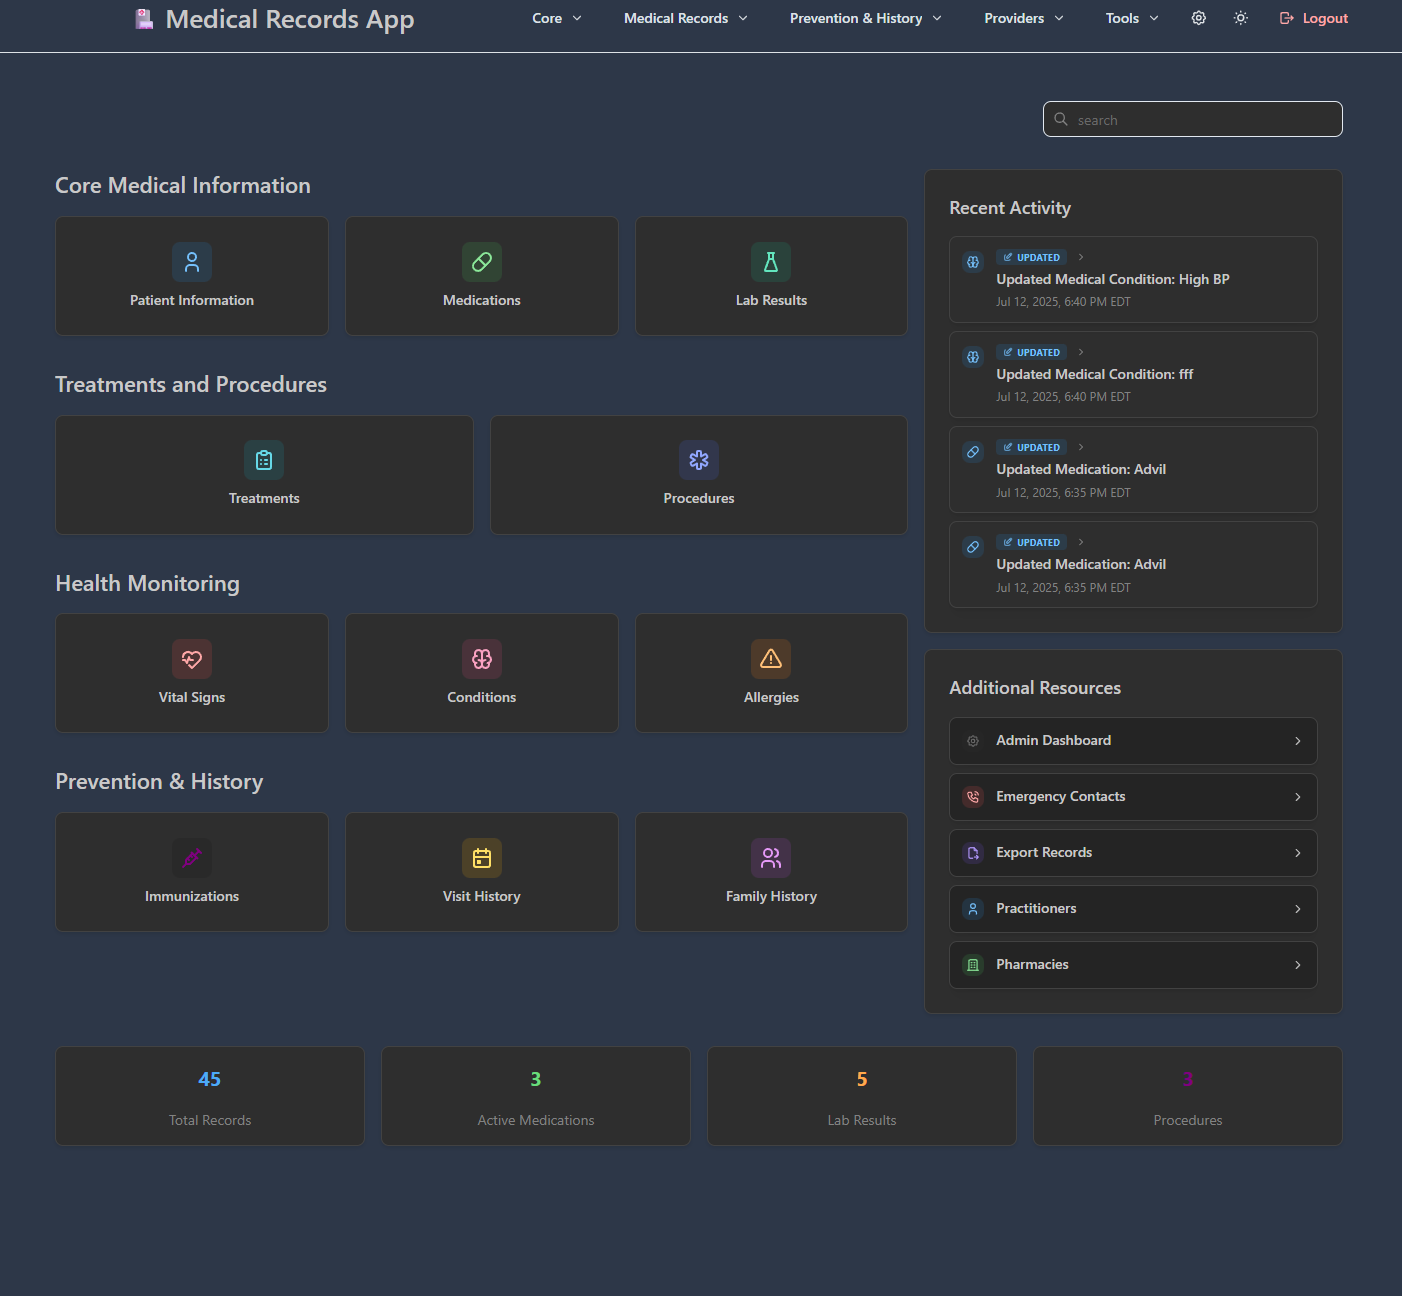 Medical Records App
Core
Medical Records
Prevention & History
Providers
Tools
Logout
search
Core Medical Information
Patient Information
Medications
Lab Results
Treatments and Procedures
Treatments
Procedures
Health Monitoring
Vital Signs
Conditions
Allergies
Prevention & History
Immunizations
Visit History
Family History
Recent Activity
UPDATED
Updated Medical Condition: High BP
Jul 12, 2025, 6:40 PM EDT
UPDATED
Updated Medical Condition: fff
Jul 12, 2025, 6:40 PM EDT
UPDATED
Updated Medication: Advil
Jul 12, 2025, 6:35 PM EDT
UPDATED
Updated Medication: Advil
Jul 12, 2025, 6:35 PM EDT
Additional Resources
Admin Dashboard
Emergency Contacts
Export Records
Practitioners
Pharmacies
45
Total Records
3
Active Medications
5
Lab Results
3
Procedures